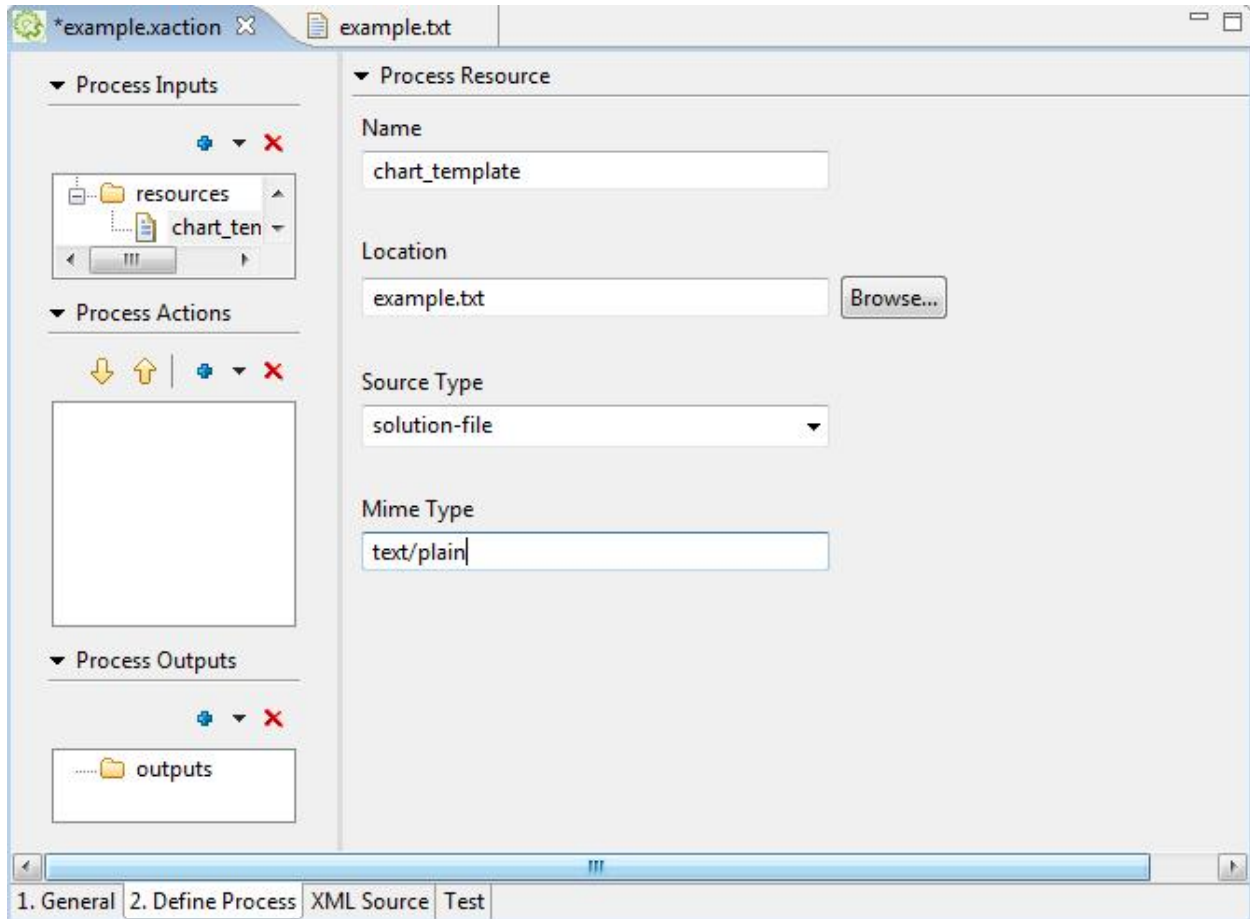 *example.xaction
example.txt
Process Inputs
resources
chart_ten
Process Actions
Process Outputs
outputs
Process Resource
Name
chart_template
Location
example.txt
Browse...
Source Type
solution-file
Mime Type
text/plain
1. General 2. Define Process XML Source Test